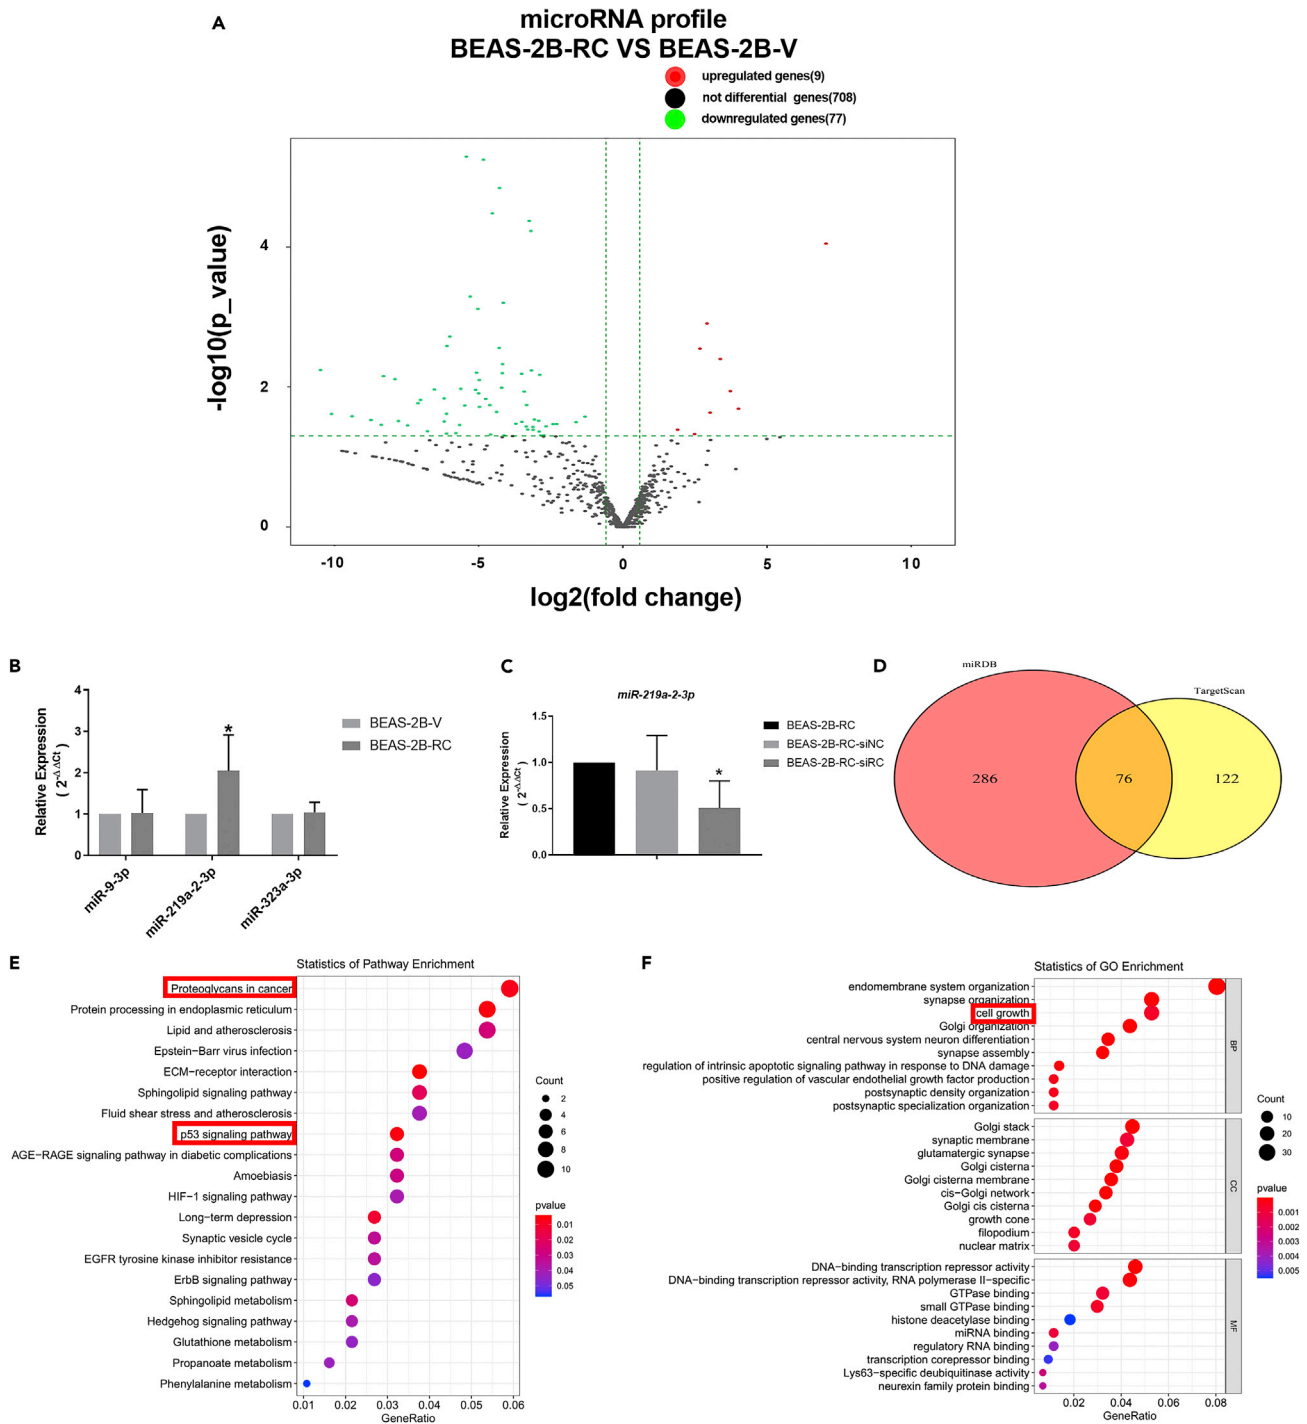 A
microRNA profile
BEAS-2B-RC VS BEAS-2B-V
upregulated genes(9)
not differential genes(708)
downregulated genes(77)
-log10(p_value)
4
2
0
-10
-5
0
5
10
log2(fold change)
B
Relative Expression
( 2^-ΔΔCt )
4
3
2
1
0
BEAS-2B-V
BEAS-2B-RC
*
miR-9-3p
miR-219a-2-3p
miR-323a-3p
C
miR-219a-2-3p
Relative Expression
( 2^-ΔΔCt )
1.5
1.0
0.5
0.0
*
BEAS-2B-RC
BEAS-2B-RC-siNC
BEAS-2B-RC-siRC
D
miRDB
TargetScan
286
76
122
E
Statistics of Pathway Enrichment
Proteoglycans in cancer
Protein processing in endoplasmic reticulum
Lipid and atherosclerosis
Epstein−Barr virus infection
ECM−receptor interaction
Sphingolipid signaling pathway
Fluid shear stress and atherosclerosis
p53 signaling pathway
AGE−RAGE signaling pathway in diabetic complications
Amoebiasis
HIF−1 signaling pathway
Long−term depression
Synaptic vesicle cycle
EGFR tyrosine kinase inhibitor resistance
ErbB signaling pathway
Sphingolipid metabolism
Hedgehog signaling pathway
Glutathione metabolism
Propanoate metabolism
Phenylalanine metabolism
0.01
0.02
0.03
0.04
0.05
0.06
GeneRatio
Count
2
4
6
8
10
pvalue
0.01
0.02
0.03
0.04
0.05
F
Statistics of GO Enrichment
endomembrane system organization
synapse organization
cell growth
Golgi organization
central nervous system neuron differentiation
synapse assembly
regulation of intrinsic apoptotic signaling pathway in response to DNA damage
positive regulation of vascular endothelial growth factor production
postsynaptic density organization
postsynaptic specialization organization
BP
Golgi stack
synaptic membrane
glutamatergic synapse
Golgi cisterna
Golgi cisterna membrane
cis−Golgi network
Golgi cis cisterna
growth cone
filopodium
nuclear matrix
CC
DNA−binding transcription repressor activity
DNA−binding transcription repressor activity, RNA polymerase II−specific
GTPase binding
small GTPase binding
histone deacetylase binding
miRNA binding
regulatory RNA binding
transcription corepressor binding
Lys63−specific deubiquitinase activity
neurexin family protein binding
MF
0.02
0.04
0.06
0.08
GeneRatio
Count
10
20
30
pvalue
0.001
0.002
0.003
0.004
0.005